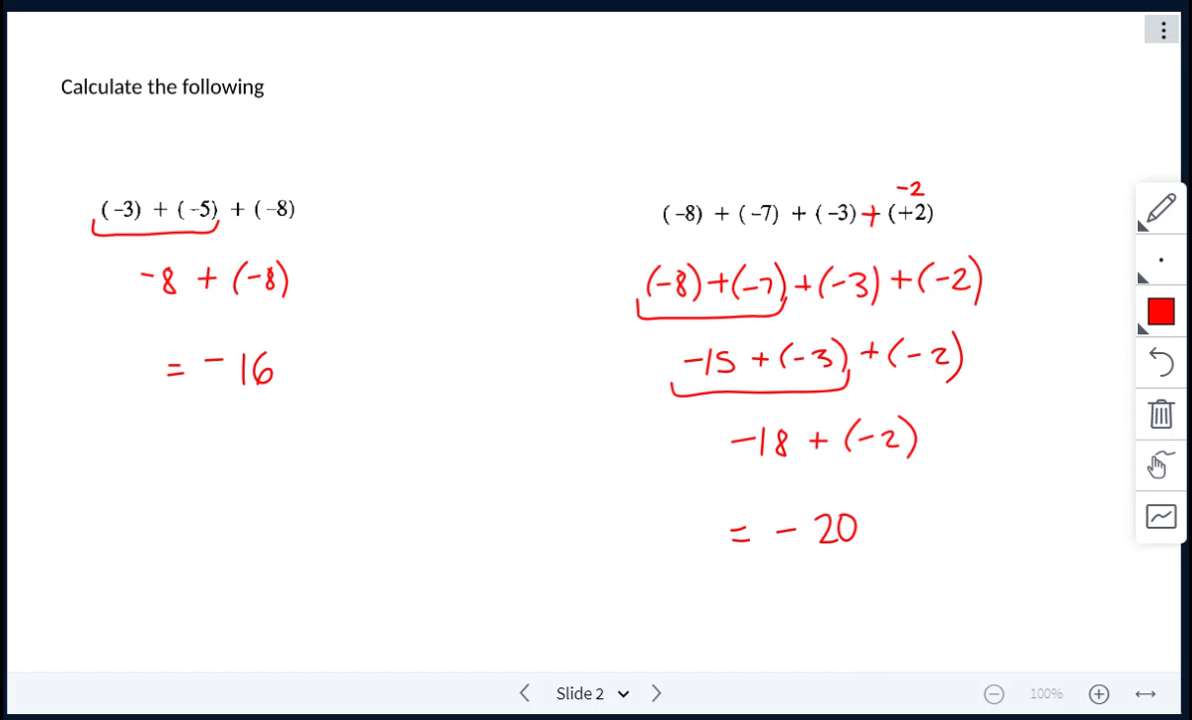 Calculate the following
(-3) + (-5) + (-8)
-8 + (-8)
= -16
-2
(-8) + (-7) + (-3) + (+2)
(-8)+(-7)+(-3)+(-2)
-15 + (-3) + (-2)
-18 + (-2)
= - 20
Slide 2
100%